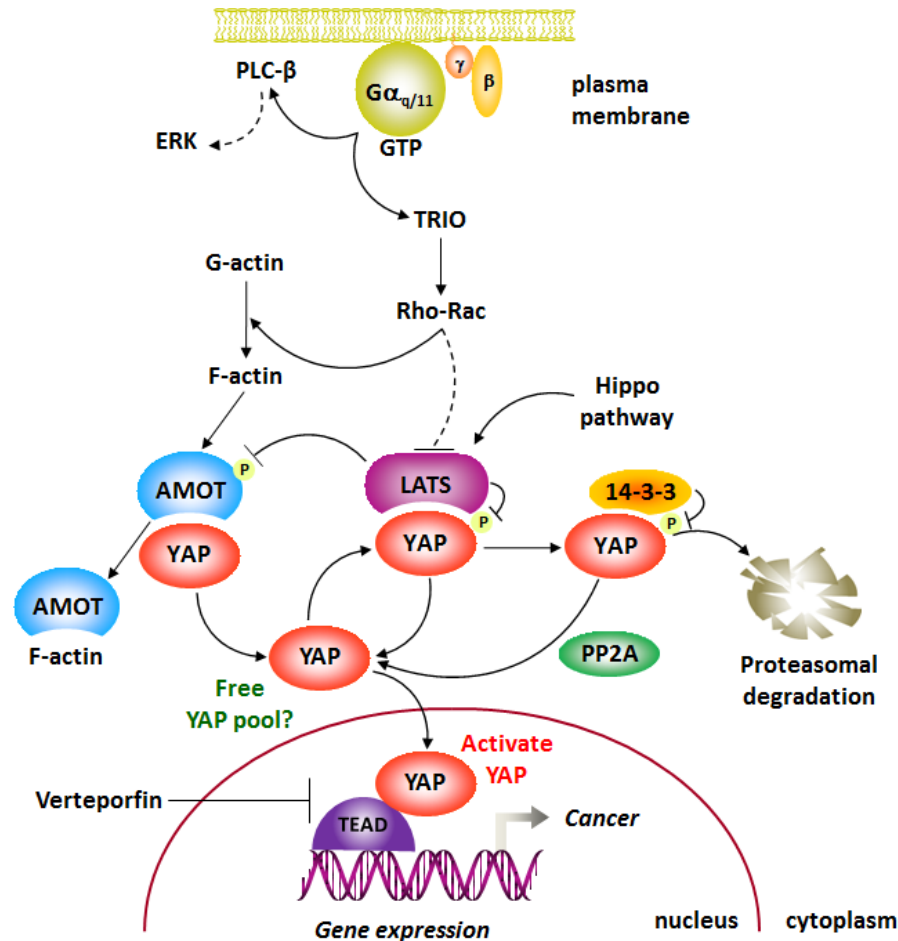 PLC-β
Gαq/11
γ
β
plasma
membrane
GTP
ERK
TRIO
G-actin
Rho-Rac
F-actin
Hippo
pathway
P
AMOT
LATS
14-3-3
P
P
YAP
YAP
YAP
AMOT
F-actin
YAP
PP2A
Proteasomal
degradation
Free
YAP pool?
Activate
YAP
YAP
Verteporfin
TEAD
Cancer
Gene expression
nucleus
cytoplasm